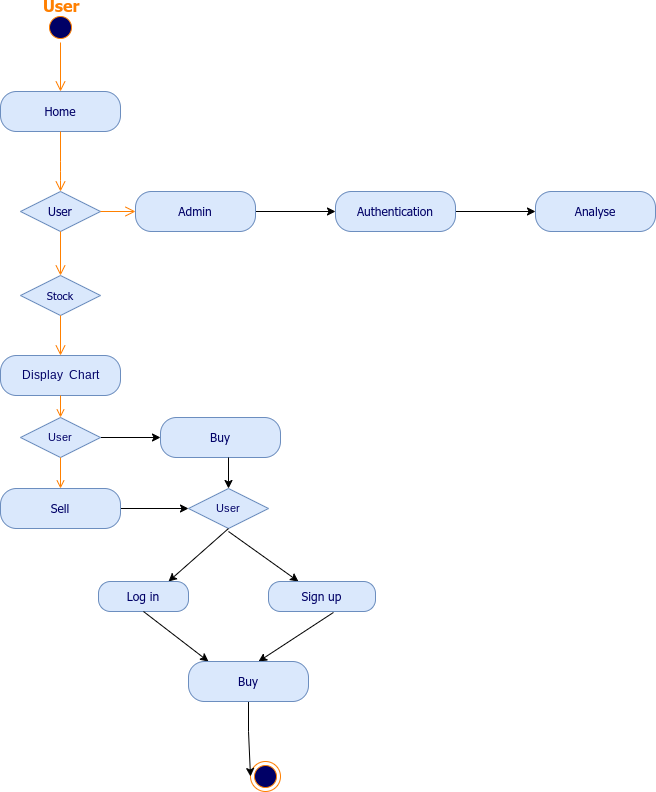 User
Home
User
Admin
Authentication
Analyse
Stock
Display Chart
User
Buy
Sell
User
Log in
Sign up
Buy